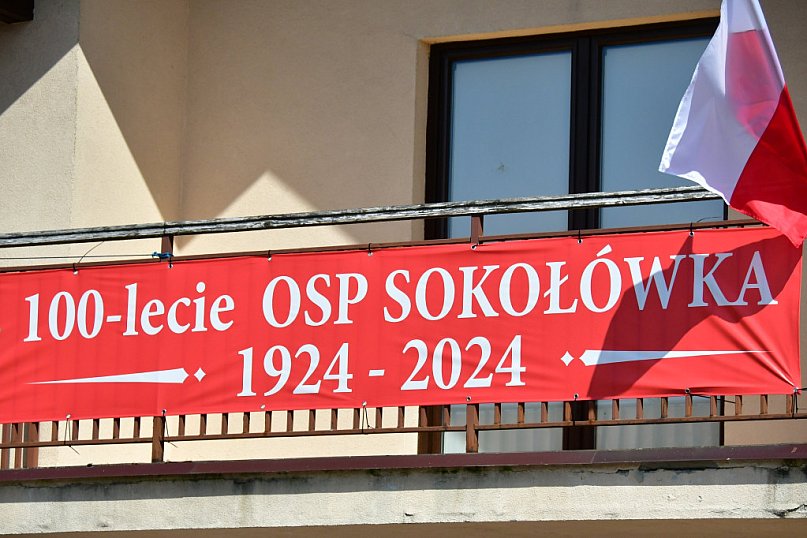 100-lecie OSP SOKOŁÓWKA
1924 - 2024